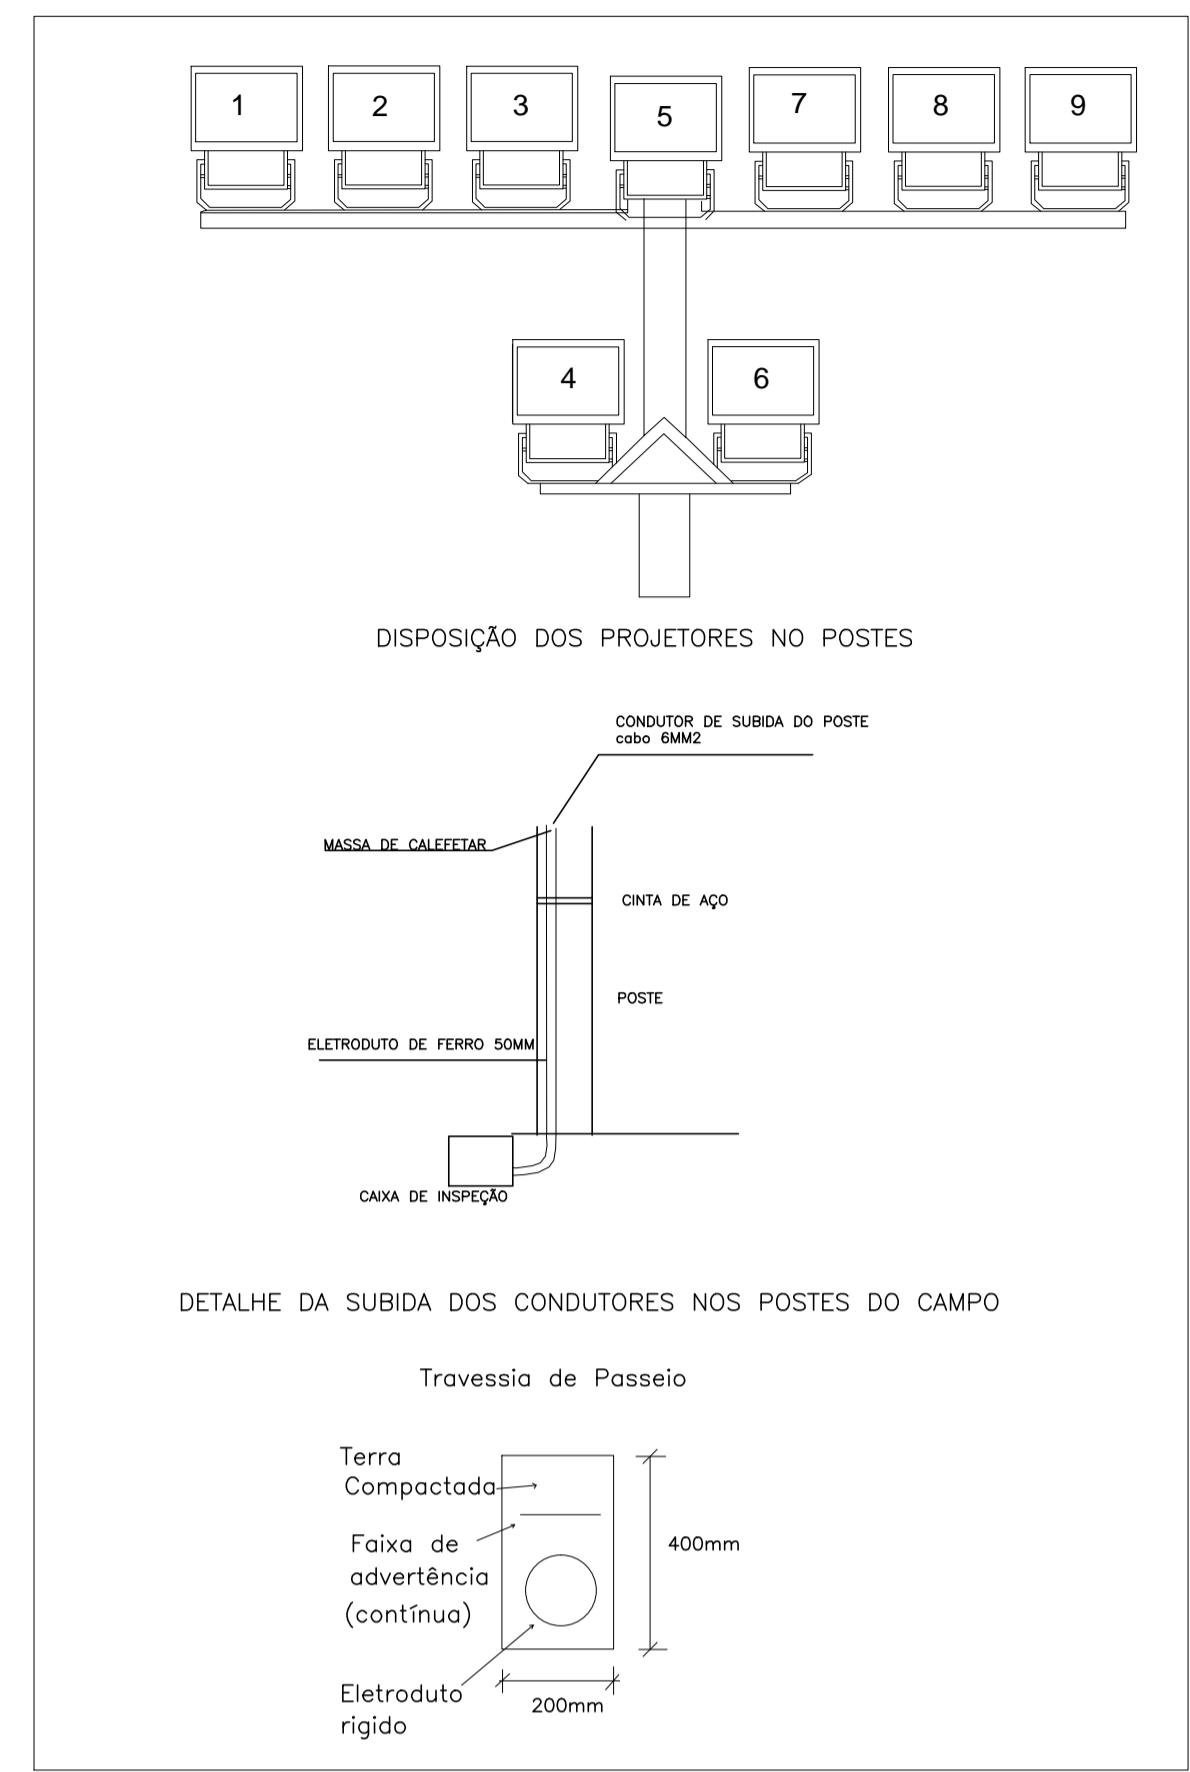 1
2
3
5
7
8
9
4
6
DISPOSIÇÃO DOS PROJETORES NO POSTES
CONDUTOR DE SUBIDA DO POSTE
cabo 6MM2
MASSA DE CALEFETAR
CINTA DE AÇO
POSTE
ELETRODUTO DE FERRO 50MM
CAIXA DE INSPEÇÃO
DETALHE DA SUBIDA DOS CONDUTORES NOS POSTES DO CAMPO
Travessia de Passeio
Terra
Compactada
Faixa de
advertência
(contínua)
400mm
Eletroduto
rigido
200mm